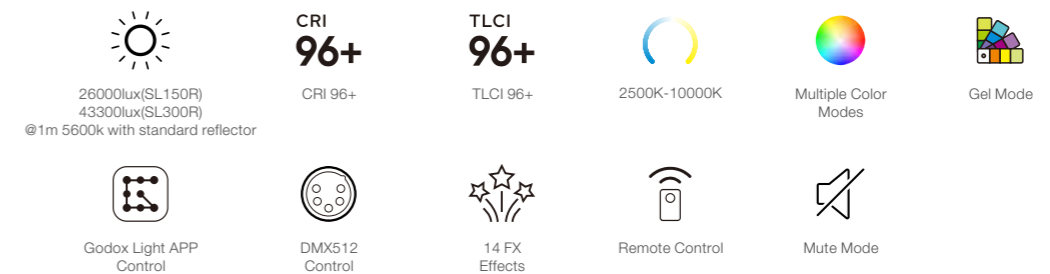 CRI
96+
TLCI
96+
26000lux(SL150R)
43300lux(SL300R)
@1m 5600k with standard reflector
CRI 96+
TLCI 96+
2500K-10000K
Multiple Color
Modes
Gel Mode
Godox Light APP
Control
DMX512
Control
14 FX
Effects
Remote Control
Mute Mode